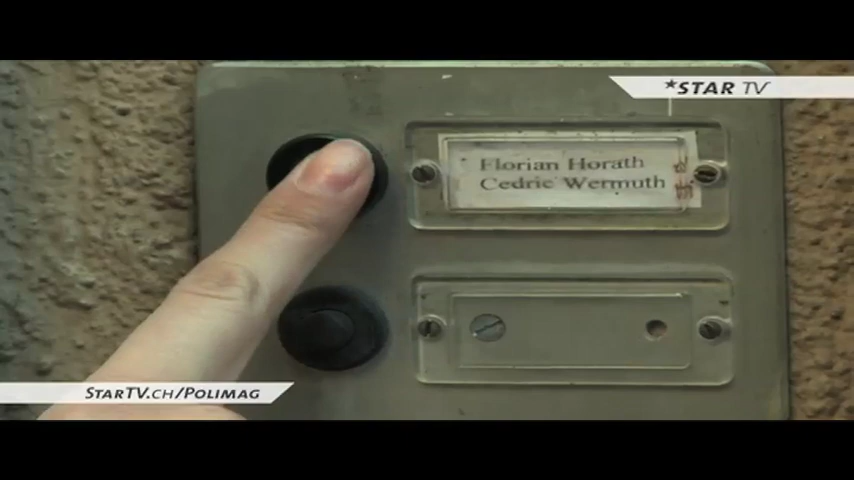 ★STAR TV
Florian Horath
Cedric Wermuth
STARTV.CH/POLIMAG